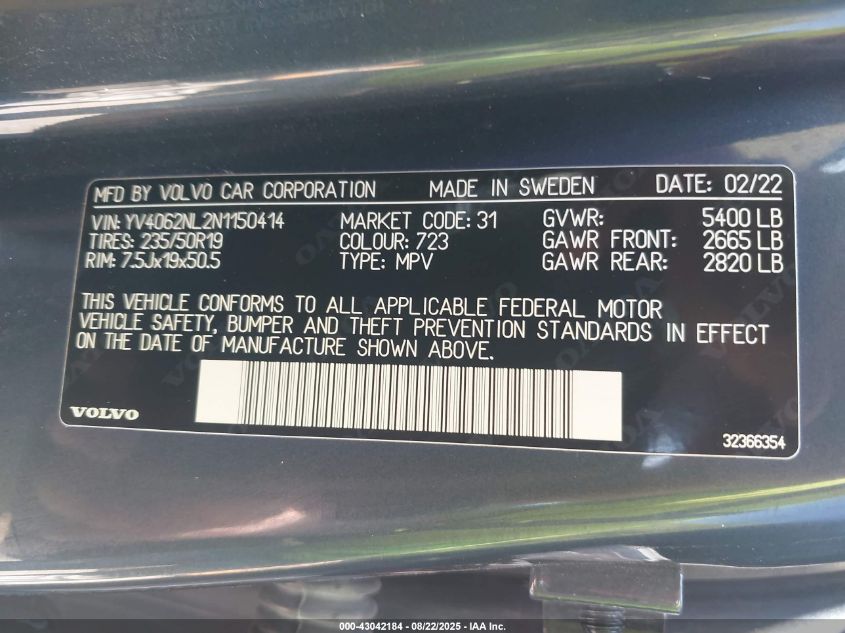 MFD BY VOLVO CAR CORPORATION MADE IN SWEDEN DATE: 02/22
VIN: YV4062NL2N1150414 MARKET CODE: 31 GVWR: 5400 LB
TIRES: 235/50R19 COLOUR: 723 GAWR FRONT: 2665 LB
RIM: 7.5Jx19x50.5 TYPE: MPV GAWR REAR: 2820 LB
THIS VEHICLE CONFORMS TO ALL APPLICABLE FEDERAL MOTOR
VEHICLE SAFETY, BUMPER AND THEFT PREVENTION STANDARDS IN EFFECT
ON THE DATE OF MANUFACTURE SHOWN ABOVE.
VOLVO
32366354
000-43042184 - 08/22/2025 - IAA Inc.